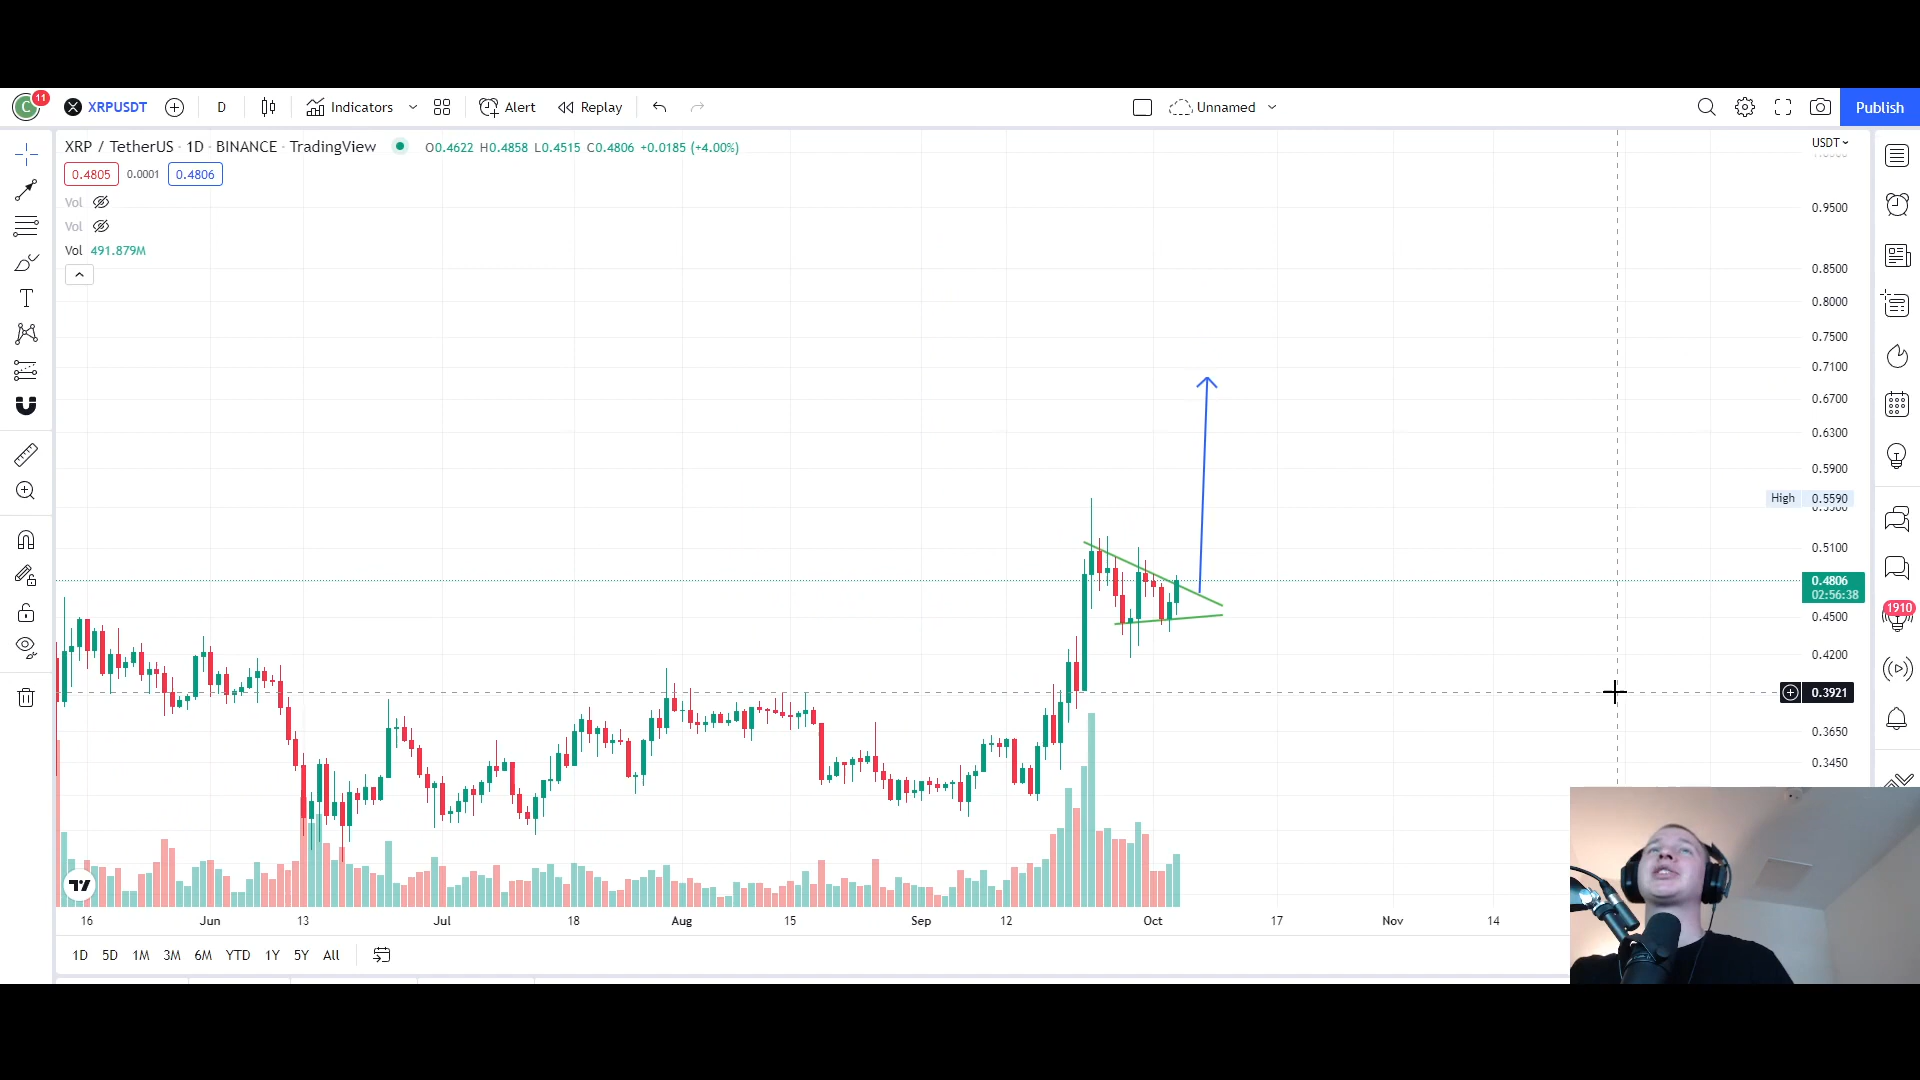 C 11 XRPUSDT D Indicators Alert Replay Unnamed Publish
XRP / TetherUS · 1D · BINANCE · TradingView O0.4622 H0.4858 L0.4515 C0.4806 +0.0185 (+4.00%)
USDT
0.4805 0.0001 0.4806
Vol
Vol
Vol 491.879M
0.9500
0.8500
0.8000
0.7500
0.7100
0.6700
0.6300
0.5900
High 0.5590
0.5500
0.5100
0.4806
02:56:38
1910
0.4500
0.4200
0.3921
0.3650
0.3450
16 Jun 13 Jul 18 Aug 15 Sep 12 Oct 17 Nov 14
1D 5D 1M 3M 6M YTD 1Y 5Y All